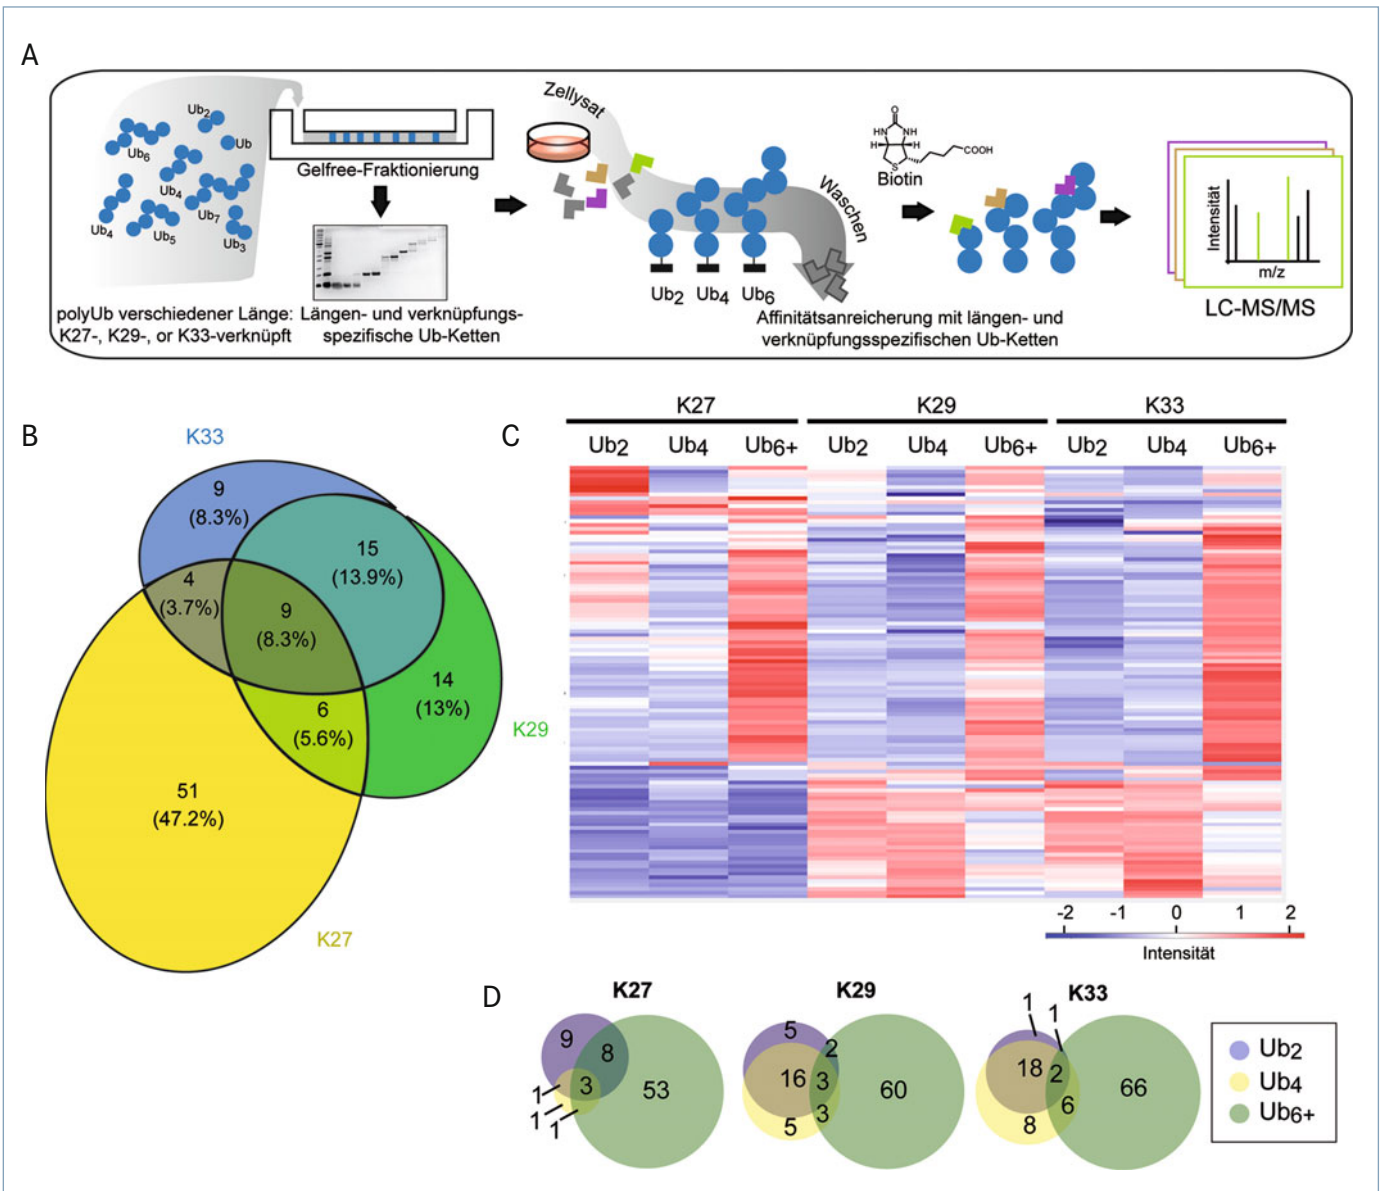 A
Zellysat
Ub2
Ub
Ub6
Ub4
Ub7
Ub4
Ub5
Ub3
Gelfree-Fraktionierung
Waschen
O
HN NH
H H
S
COOH
Biotin
Ub2 Ub4 Ub6
Intensität
m/z
LC-MS/MS
polyUb verschiedener Länge:
K27-, K29-, or K33-verknüpft
Längen- und verknüpfungs-
spezifische Ub-Ketten
Affinitätsanreicherung mit längen- und
verknüpfungsspezifischen Ub-Ketten
B
K33
9
(8.3%)
15
(13.9%)
4
(3.7%)
9
(8.3%)
14
(13%)
6
(5.6%)
K29
51
(47.2%)
K27
C
K27 K29 K33
Ub2 Ub4 Ub6+ Ub2 Ub4 Ub6+ Ub2 Ub4 Ub6+
-2 -1 0 1 2
Intensität
D
K27
9
8
3
53
1
1
1
K29
5
2
16
3
60
3
5
K33
1
1
18
2
66
6
8
Ub2
Ub4
Ub6+